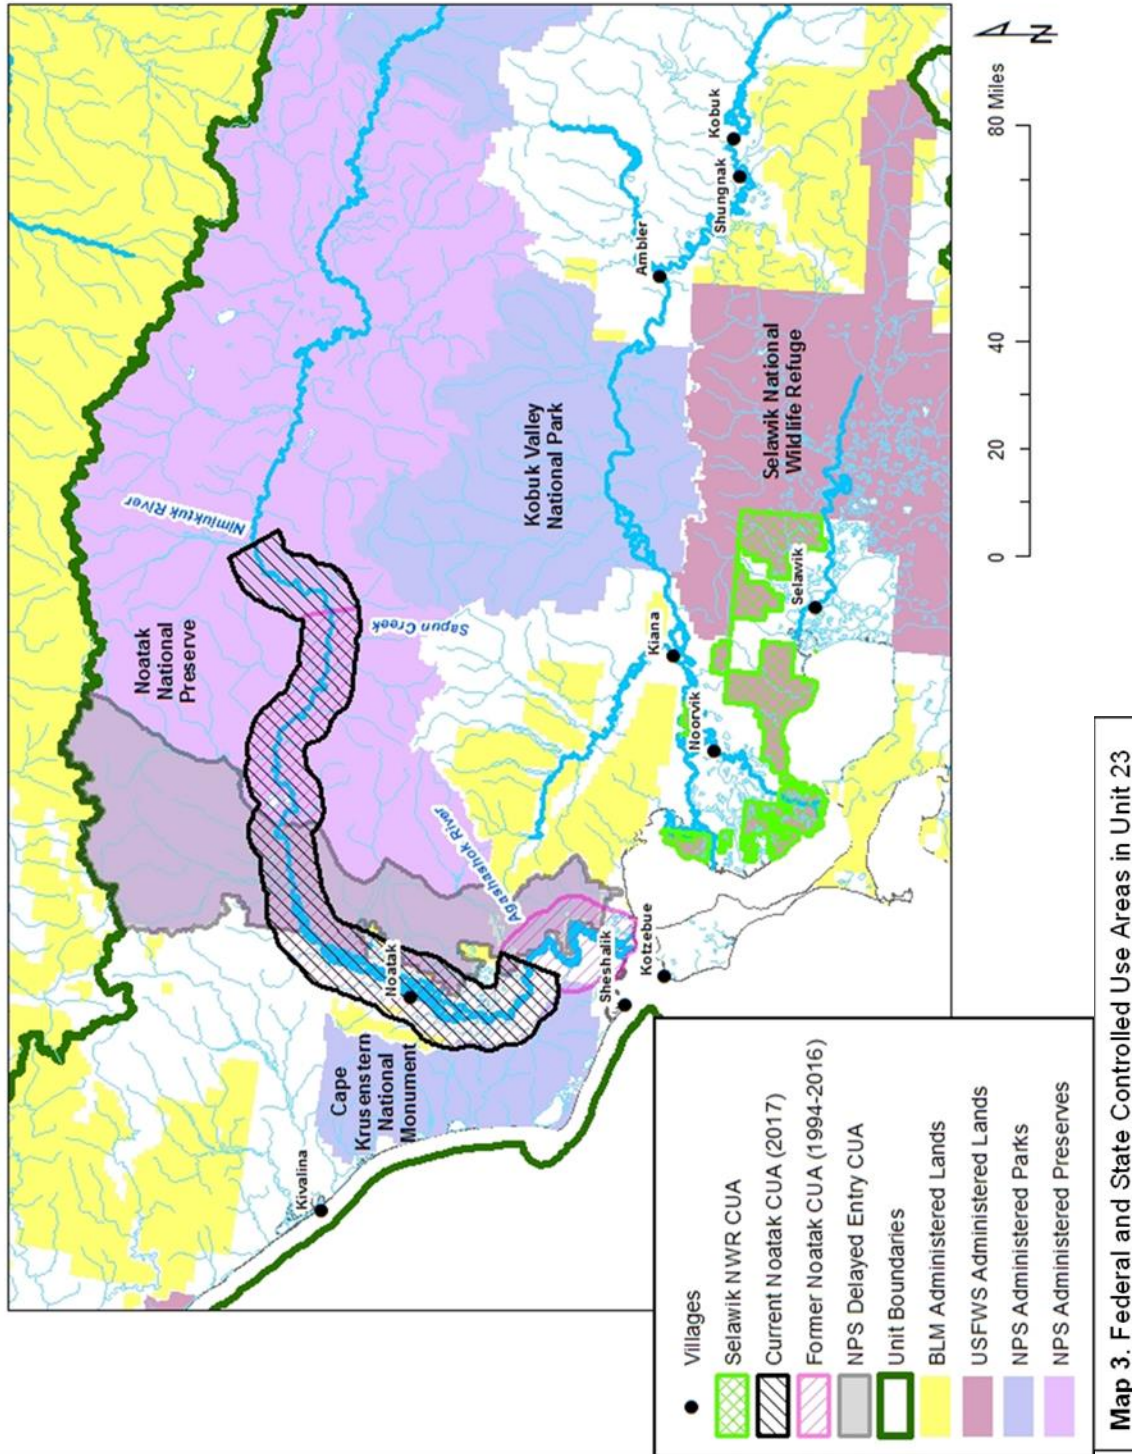 Nimiuktuk River
Noatak
National
Preserve
Sapun Creek
Agashashok River
Kobuk Valley
National Park
Selawik National
Wildlife Refuge
Cape
Krusenstern
National
Monument
Kivalina
Noatak
Sheshalik
Kotzebue
Noorvik
Kiana
Selawik
Ambler
Shungnak
Kobuk
0 20 40 80 Miles
N
Villages
Selawik NWR CUA
Current Noatak CUA (2017)
Former Noatak CUA (1994-2016)
NPS Delayed Entry CUA
Unit Boundaries
BLM Administered Lands
USFWS Administered Lands
NPS Administered Parks
NPS Administered Preserves
Map 3. Federal and State Controlled Use Areas in Unit 23